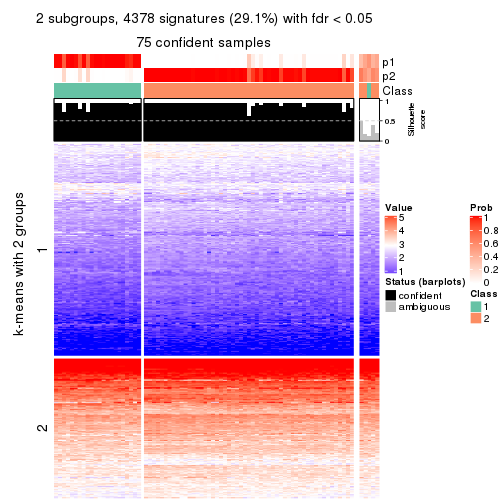 2 subgroups, 4378 signatures (29.1%) with fdr < 0.05
75 confident samples
p1
p2
Class
1
0.5
0
Silhouette
score
k-means with 2 groups
1
2
Value
5
4
3
2
1
Status (barplots)
confident
ambiguous
Prob
1
0.8
0.6
0.4
0.2
0
Class
1
2